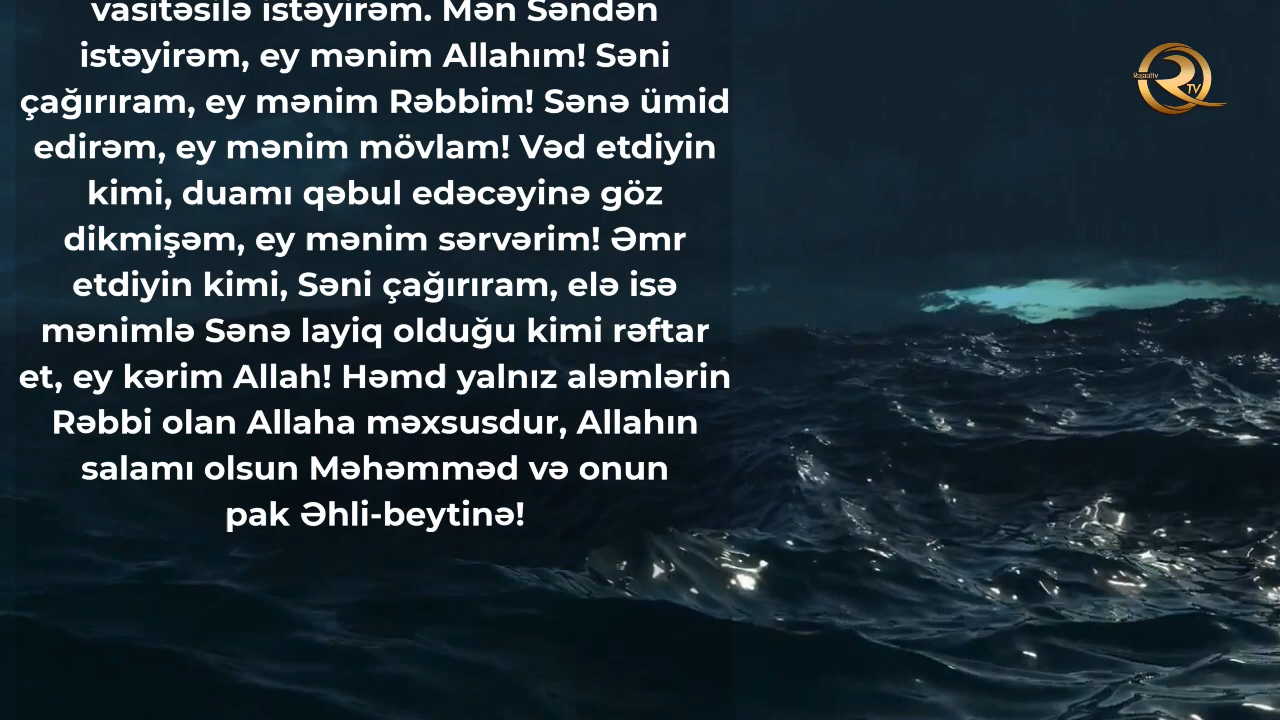 vasitəsilə istəyirəm. Mən Səndən
istəyirəm, ey mənim Allahım! Səni
çağırıram, ey mənim Rəbbim! Sənə ümid
edirəm, ey mənim mövlam! Vəd etdiyin
kimi, duamı qəbul edəcəyinə göz
dikmişəm, ey mənim sərvərim! Əmr
etdiyin kimi, Səni çağırıram, elə isə
mənimlə Sənə layiq olduğu kimi rəftar
et, ey kərim Allah! Həmd yalnız aləmlərin
Rəbbi olan Allaha məxsusdur, Allahın
salamı olsun Məhəmməd və onun
pak Əhli-beytinə!
TV